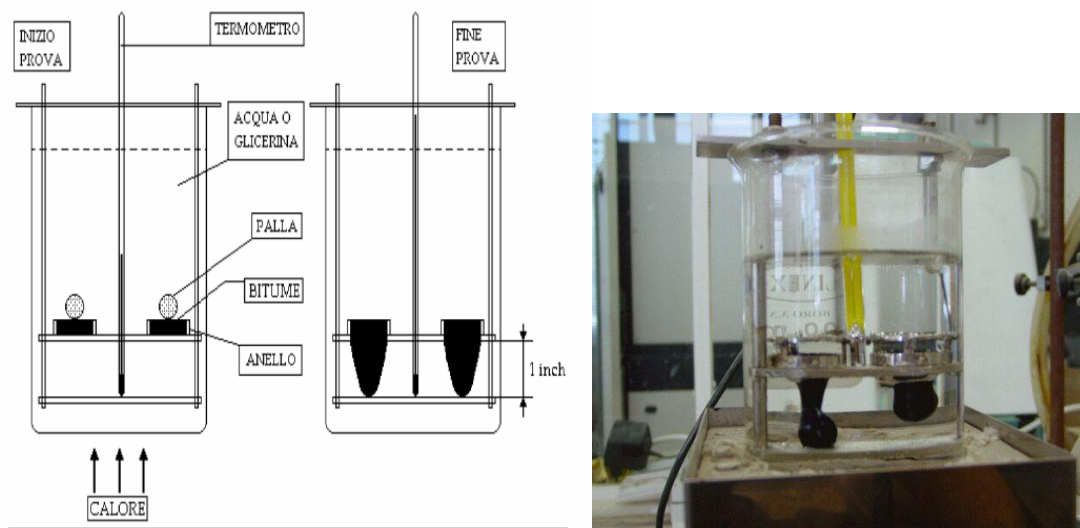 INIZIO
PROVA
TERMOMETRO
FINE
PROVA
ACQUA O
GLICERINA
PALLA
BITUME
ANELLO
1 inch
CALORE